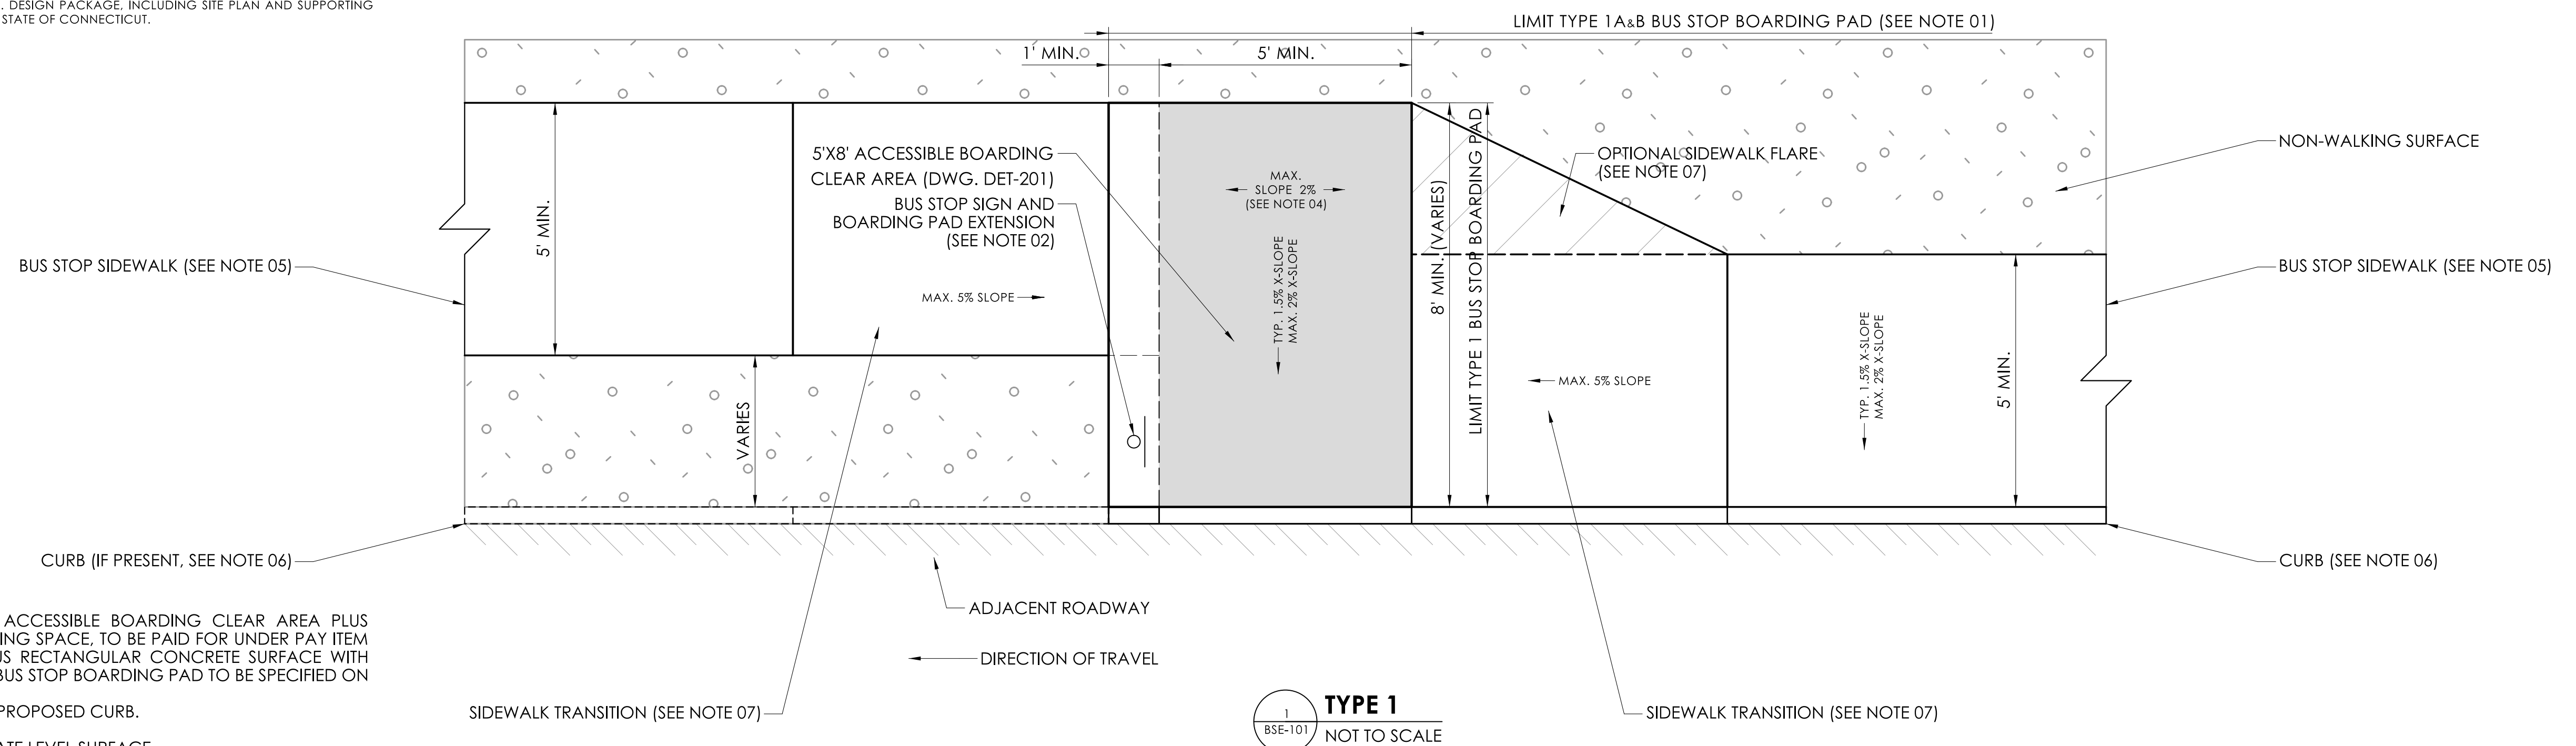 . DESIGN PACKAGE, INCLUDING SITE PLAN AND SUPPORTING
STATE OF CONNECTICUT.
LIMIT TYPE 1A&B BUS STOP BOARDING PAD (SEE NOTE 01)
1' MIN.
5' MIN.
5' MIN.
5'X8' ACCESSIBLE BOARDING
CLEAR AREA (DWG. DET-201)
BUS STOP SIGN AND
BOARDING PAD EXTENSION
(SEE NOTE 02)
MAX.
SLOPE 2%
(SEE NOTE 04)
TYP. 1.5% X-SLOPE
MAX. 2% X-SLOPE
8' MIN. (VARIES)
LIMIT TYPE 1 BUS STOP BOARDING PAD
OPTIONAL SIDEWALK FLARE
(SEE NOTE 07)
NON-WALKING SURFACE
BUS STOP SIDEWALK (SEE NOTE 05)
BUS STOP SIDEWALK (SEE NOTE 05)
MAX. 5% SLOPE
MAX. 5% SLOPE
TYP. 1.5% X-SLOPE
MAX. 2% X-SLOPE
5' MIN.
VARIES
CURB (IF PRESENT, SEE NOTE 06)
CURB (SEE NOTE 06)
ADJACENT ROADWAY
DIRECTION OF TRAVEL
ACCESSIBLE BOARDING CLEAR AREA PLUS
ING SPACE, TO BE PAID FOR UNDER PAY ITEM
US RECTANGULAR CONCRETE SURFACE WITH
BUS STOP BOARDING PAD TO BE SPECIFIED ON
PROPOSED CURB.
ATE LEVEL SURFACE
SIDEWALK TRANSITION (SEE NOTE 07)
SIDEWALK TRANSITION (SEE NOTE 07)
1
BSE-101
TYPE 1
NOT TO SCALE